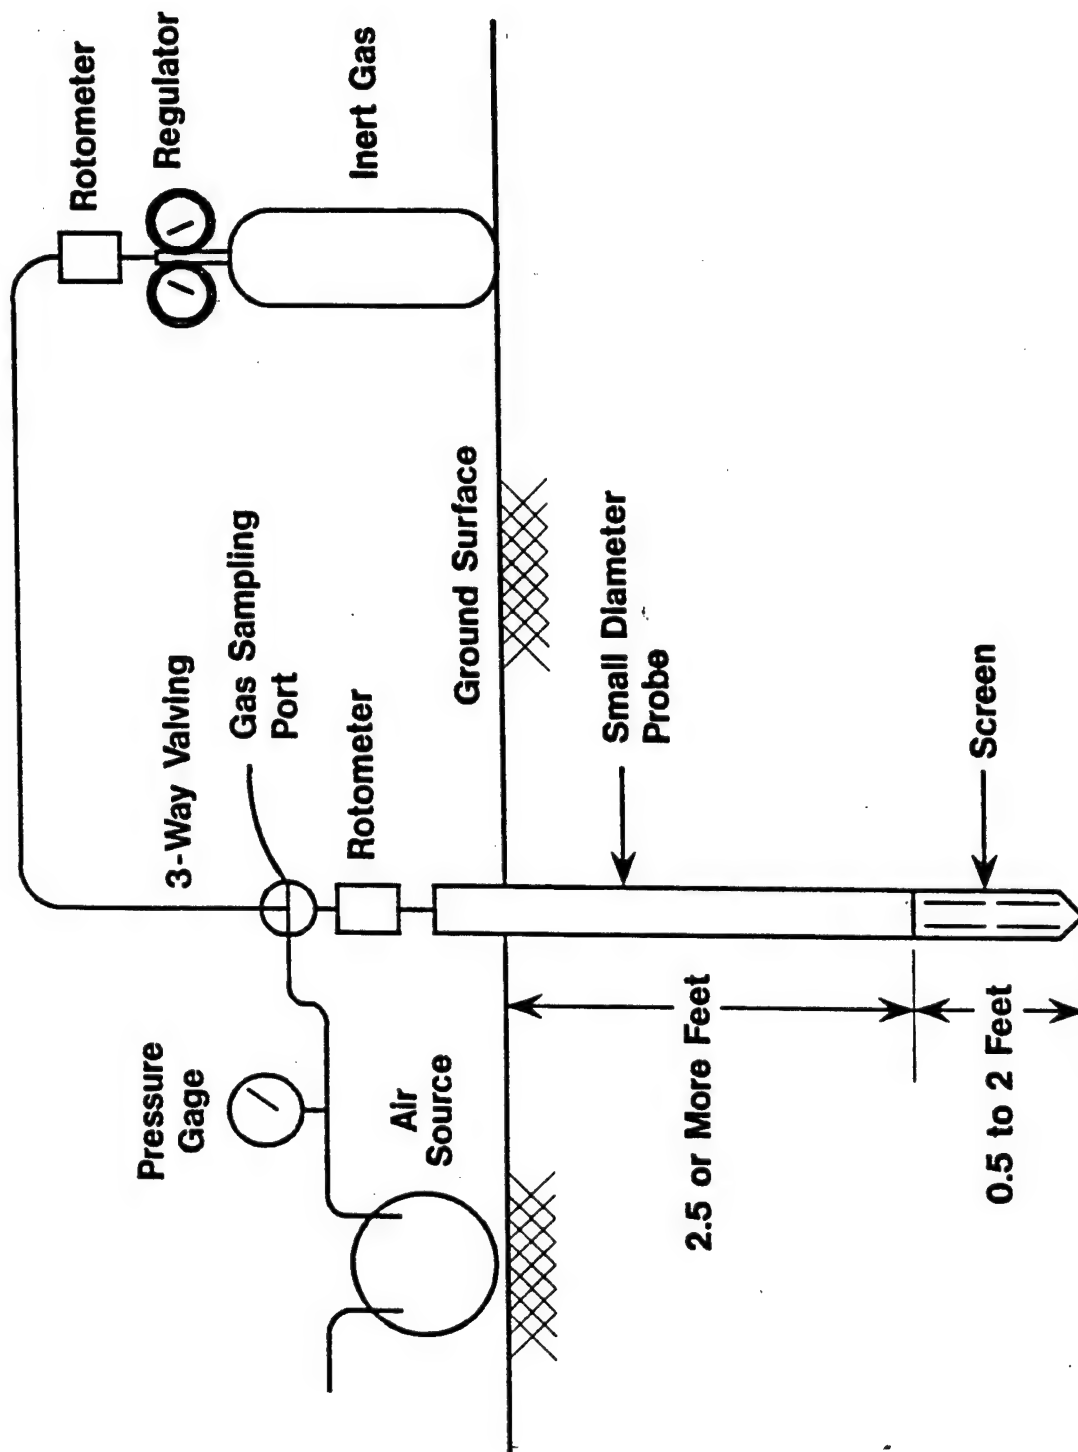 Rotometer
Regulator
Inert Gas
3-Way Valving
Gas Sampling
Port
Rotometer
Pressure
Gage
Air
Source
Ground Surface
Small Diameter
Probe
2.5 or More Feet
Screen
0.5 to 2 Feet